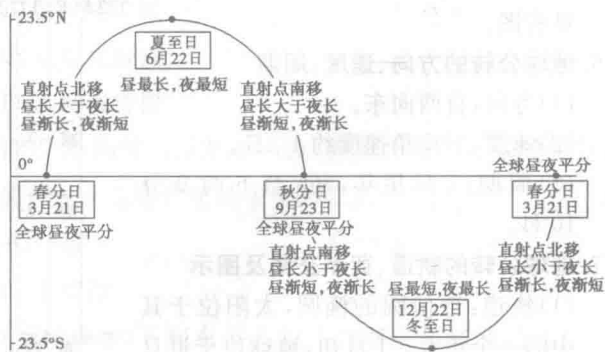 23.5°N
夏至日
6月22日
昼最长，夜最短
直射点北移
昼长大于夜长
昼渐长，夜渐短
直射点南移
昼长大于夜长
昼渐短，夜渐长
0°
全球昼夜平分
春分日
3月21日
全球昼夜平分
秋分日
9月23日
全球昼夜平分
春分日
3月21日
直射点南移
昼长小于夜长
昼渐短，夜渐长
昼最短，夜最长
12月22日
冬至日
直射点北移
昼长小于夜长
昼渐长，夜渐短
23.5°S